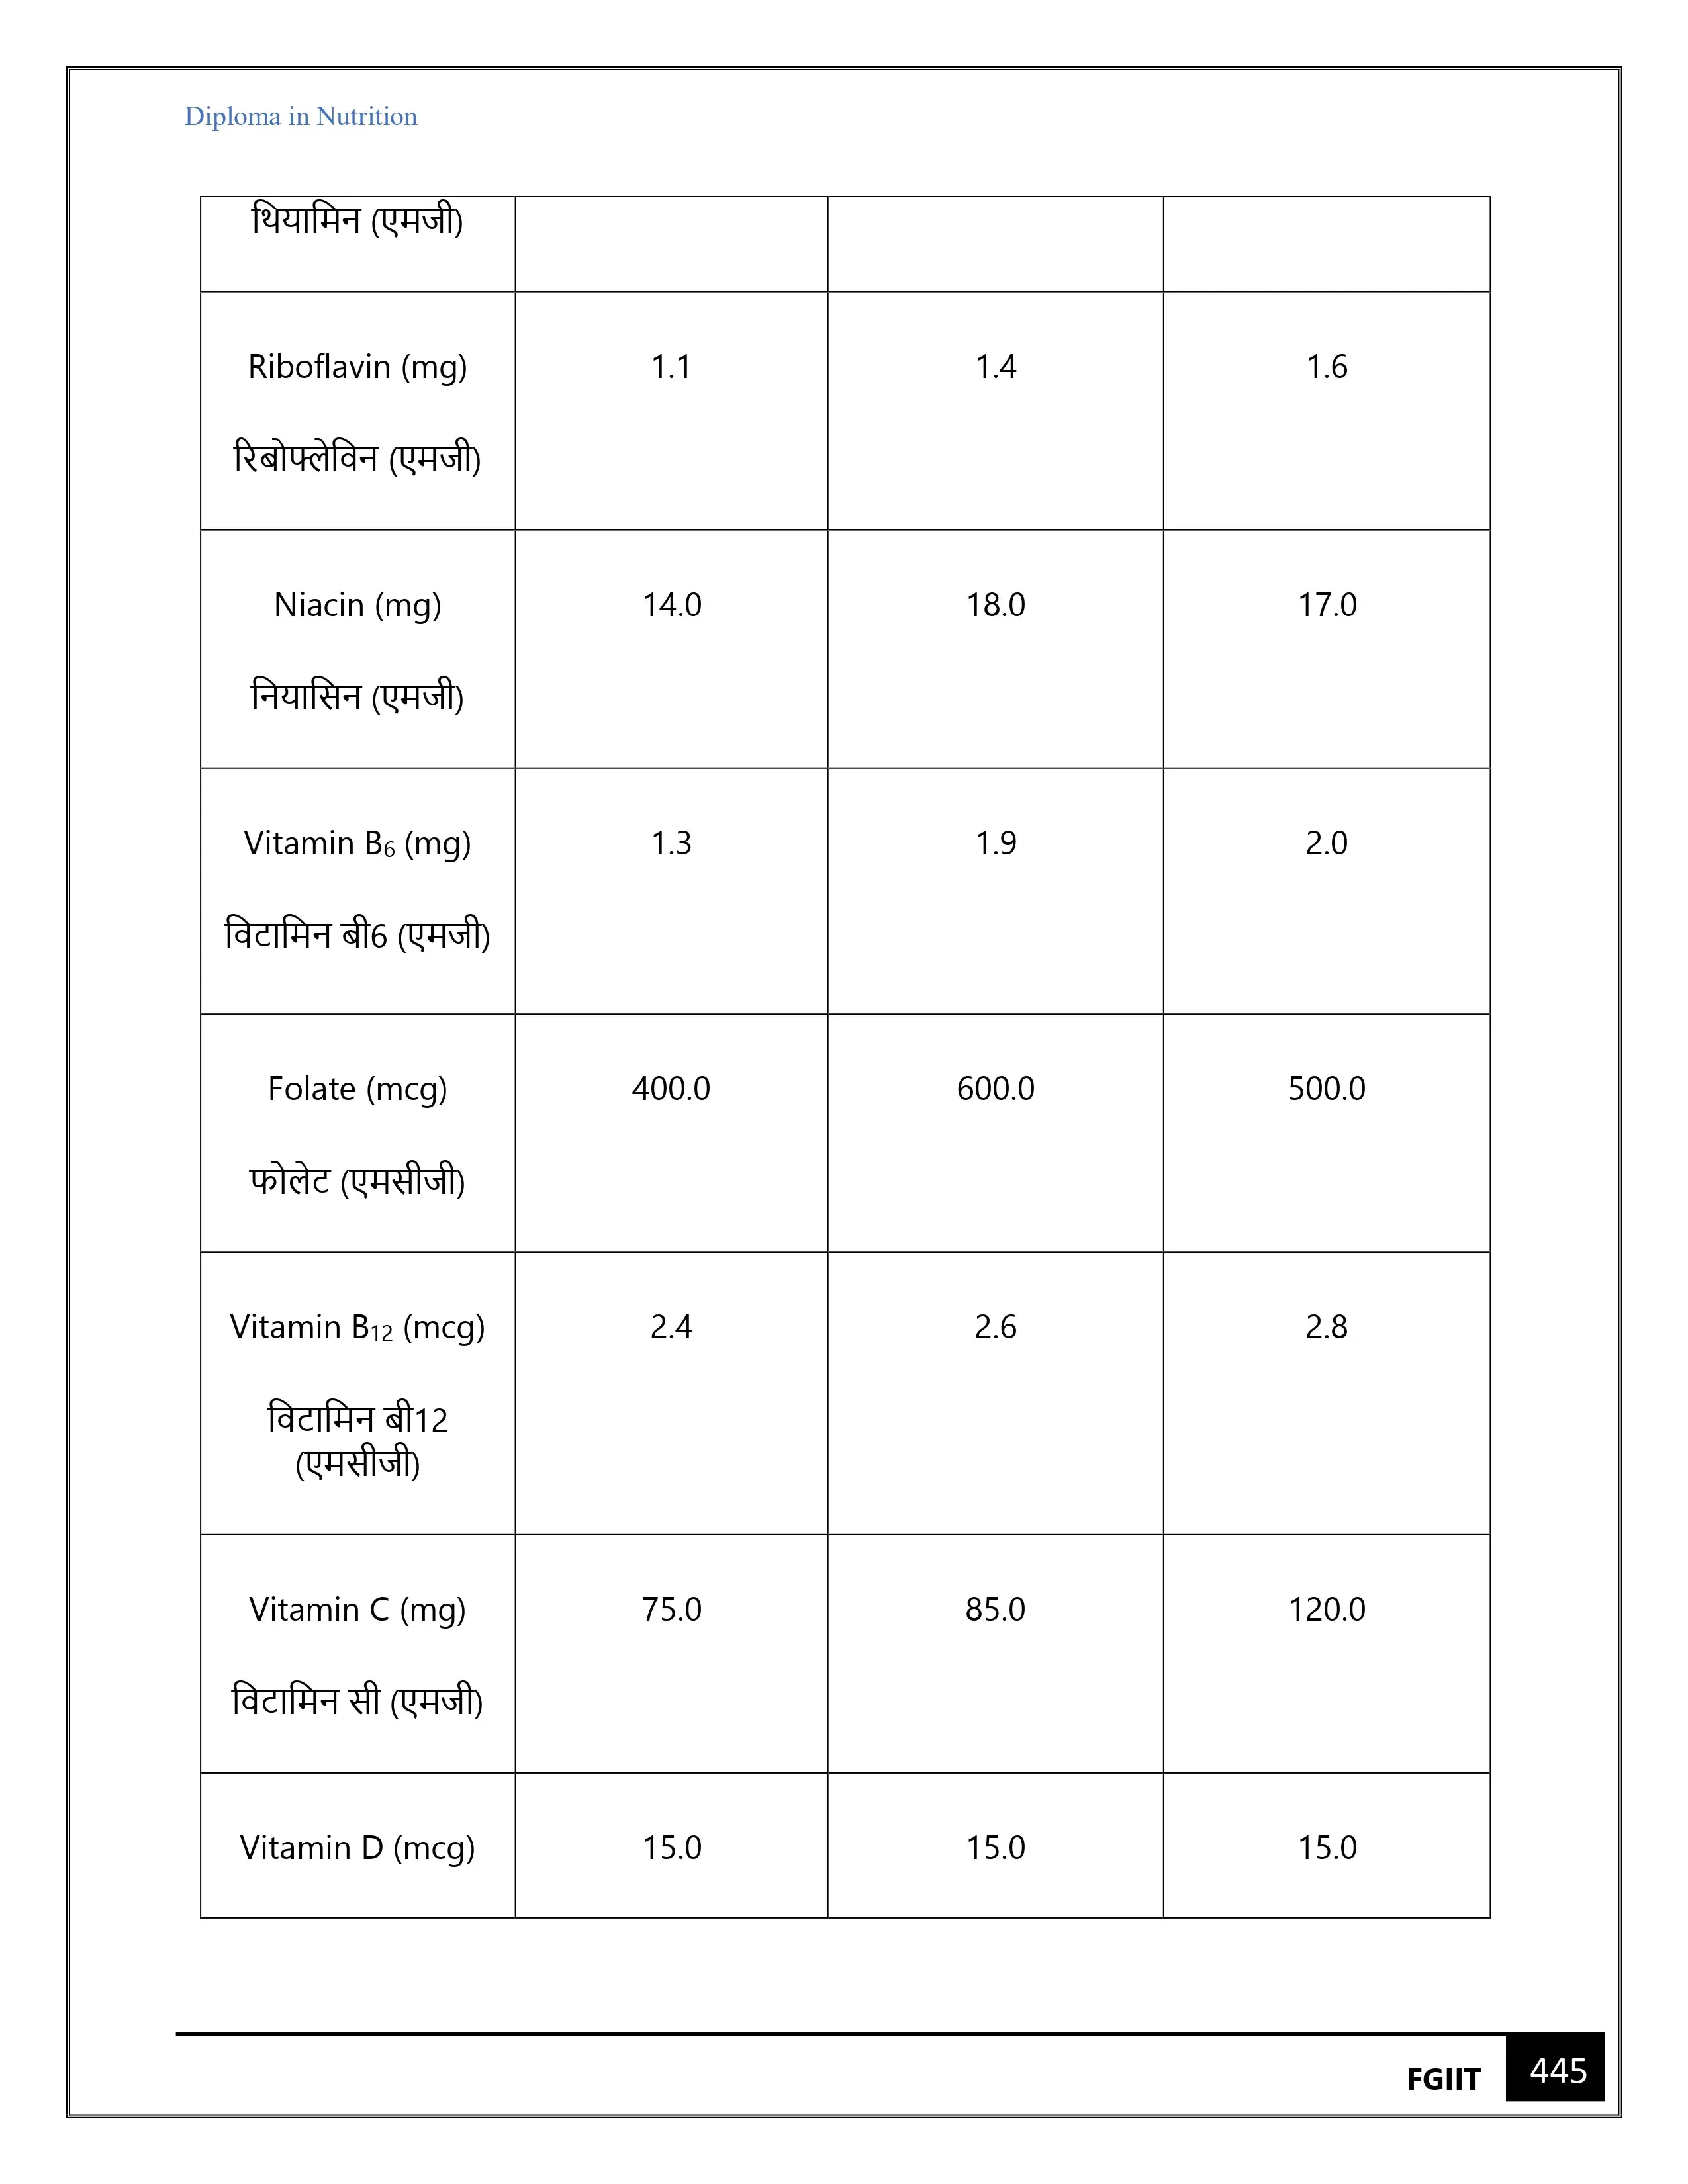 Diploma in Nutrition
थियामिन (एमजी)
Riboflavin (mg) 1.1 1.4 1.6
रिबोफ्लेविन (एमजी)
Niacin (mg) 14.0 18.0 17.0
नियासिन (एमजी)
Vitamin B₆ (mg) 1.3 1.9 2.0
विटामिन बी6 (एमजी)
Folate (mcg) 400.0 600.0 500.0
फोलेट (एमसीजी)
Vitamin B₁₂ (mcg) 2.4 2.6 2.8
विटामिन बी12
(एमसीजी)
Vitamin C (mg) 75.0 85.0 120.0
विटामिन सी (एमजी)
Vitamin D (mcg) 15.0 15.0 15.0
FGIIT 445